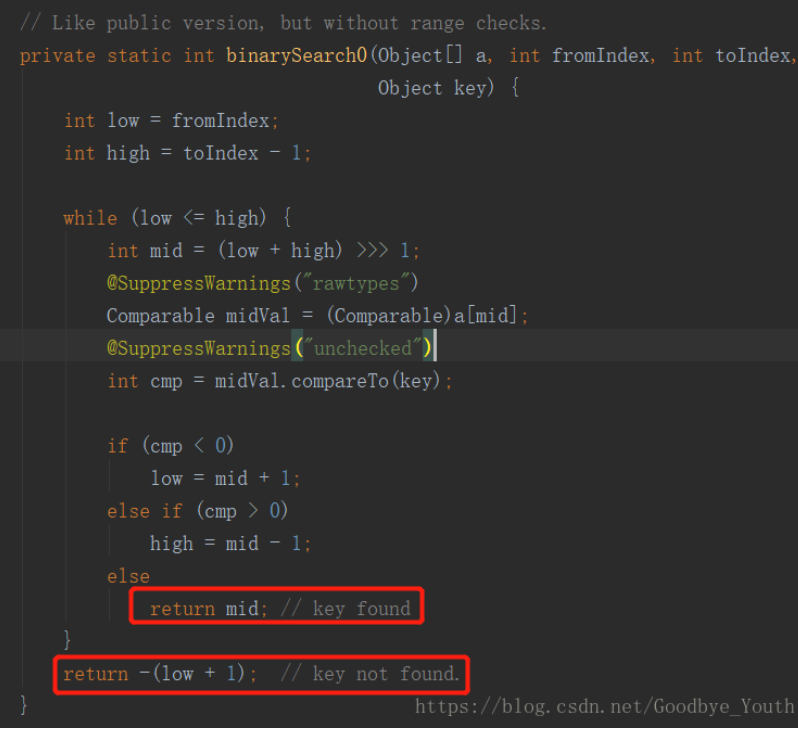 // Like public version, but without range checks.
private static int binarySearch0(Object[] a, int fromIndex, int toIndex,
                                 Object key) {
    int low = fromIndex;
    int high = toIndex - 1;

    while (low <= high) {
        int mid = (low + high) >>> 1;
        @SuppressWarnings("rawtypes")
        Comparable midVal = (Comparable)a[mid];
        @SuppressWarnings("unchecked")
        int cmp = midVal.compareTo(key);

        if (cmp < 0)
            low = mid + 1;
        else if (cmp > 0)
            high = mid - 1;
        else
            return mid; // key found
    }
    return -(low + 1);  // key not found.
}
https://blog.csdn.net/Goodbye_Youth